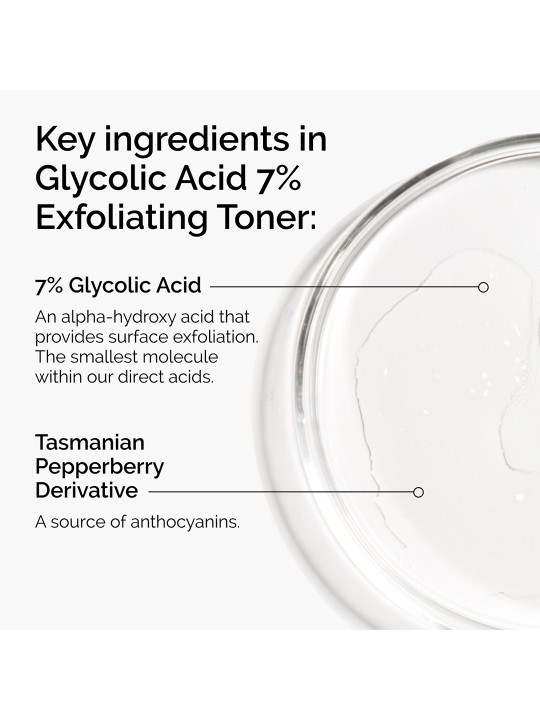 Key ingredients in
Glycolic Acid 7%
Exfoliating Toner:
7% Glycolic Acid
An alpha-hydroxy acid that
provides surface exfoliation.
The smallest molecule
within our direct acids.
Tasmanian
Pepperberry
Derivative
A source of anthocyanins.